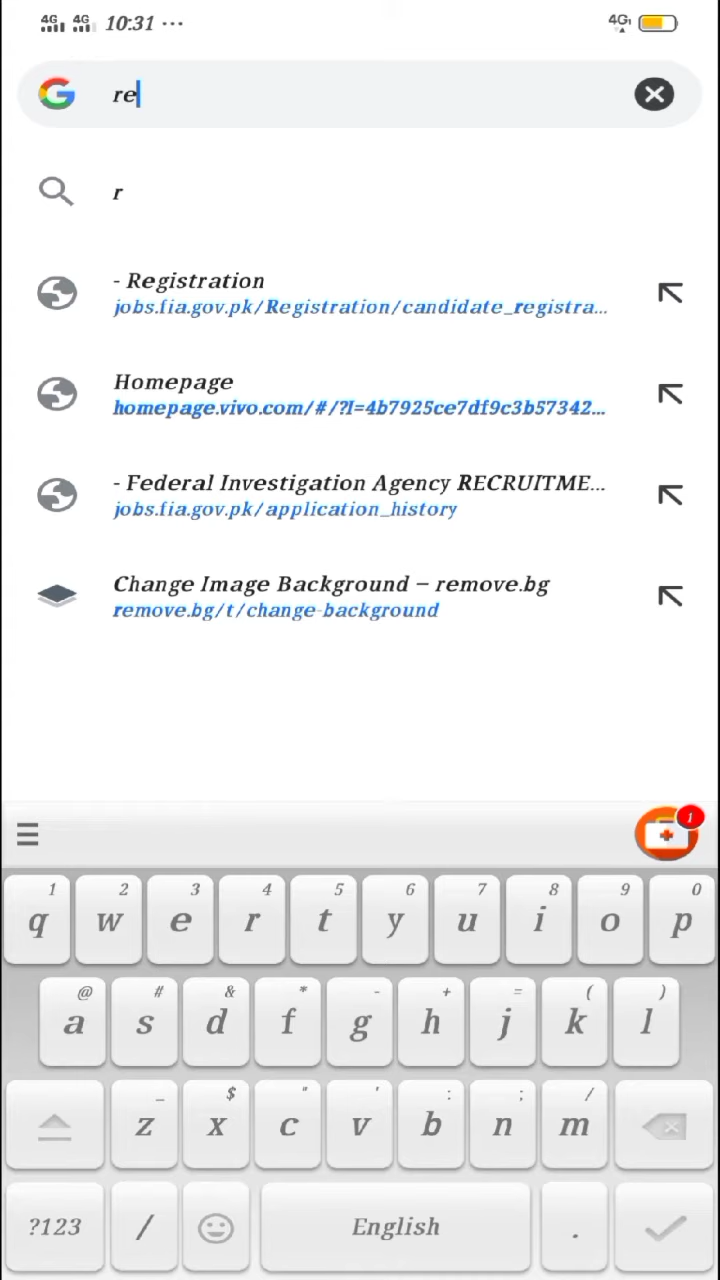 4G 4G 10:31 ... 4G
re
r
- Registration
jobs.fia.gov.pk/Registration/candidate_registra...
Homepage
homepage.vivo.com/#/?I=4b7925ce7df9c3b57342...
- Federal Investigation Agency RECRUITME...
jobs.fia.gov.pk/application_history
Change Image Background – remove.bg
remove.bg/t/change-background
1
1 2 3 4 5 6 7 8 9 0
q w e r t y u i o p
@ # & * - + = ( )
a s d f g h j k l
_ $ " ' : ; /
z x c v b n m
?123 / English .